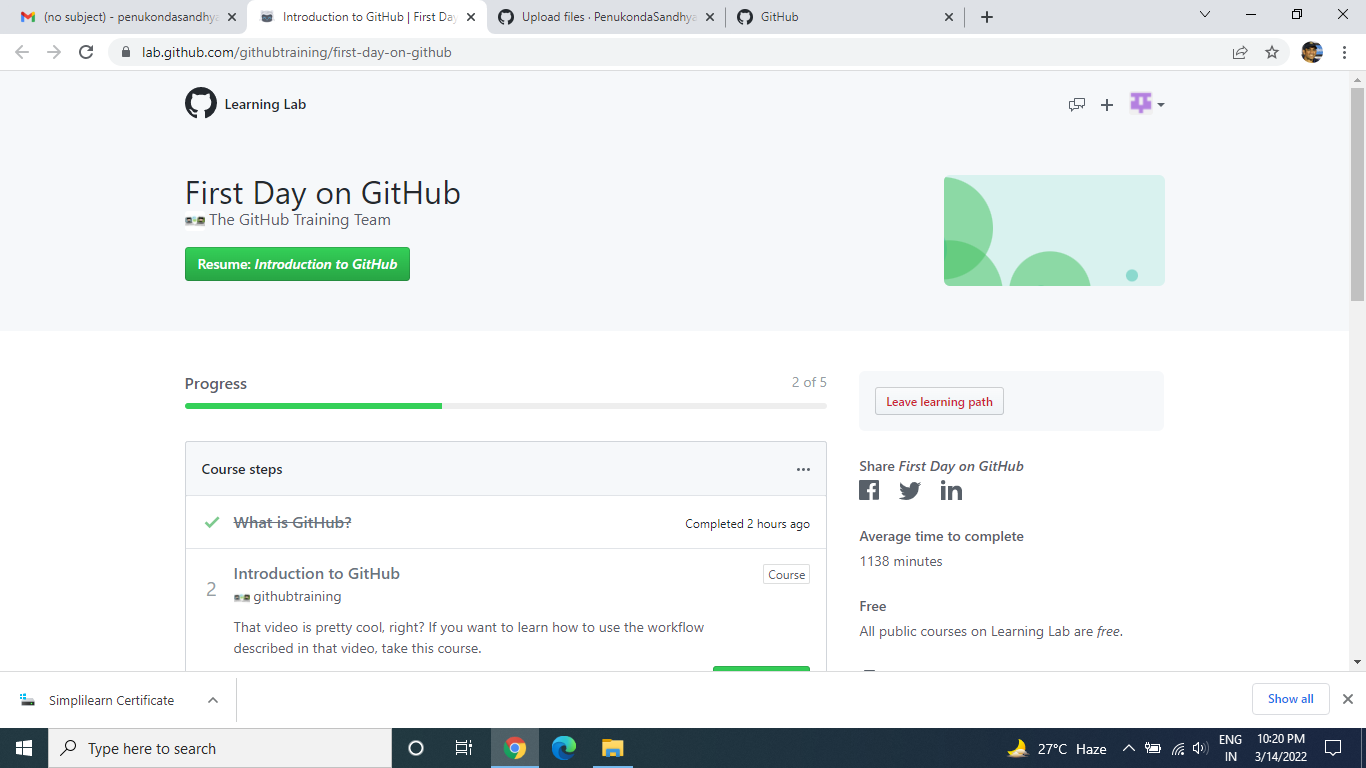 (no subject) - penukondasandhya
Introduction to GitHub | First Day
Upload files · PenukondaSandhya
GitHub
lab.github.com/githubtraining/first-day-on-github
Learning Lab
First Day on GitHub
The GitHub Training Team
Resume: Introduction to GitHub
Progress
2 of 5
Leave learning path
Course steps
Share First Day on GitHub
What is GitHub?
Completed 2 hours ago
Average time to complete
1138 minutes
2
Introduction to GitHub
Course
githubtraining
Free
That video is pretty cool, right? If you want to learn how to use the workflow
described in that video, take this course.
All public courses on Learning Lab are free.
Simplilearn Certificate
Show all
Type here to search
27°C Haze
ENG
IN
10:20 PM
3/14/2022